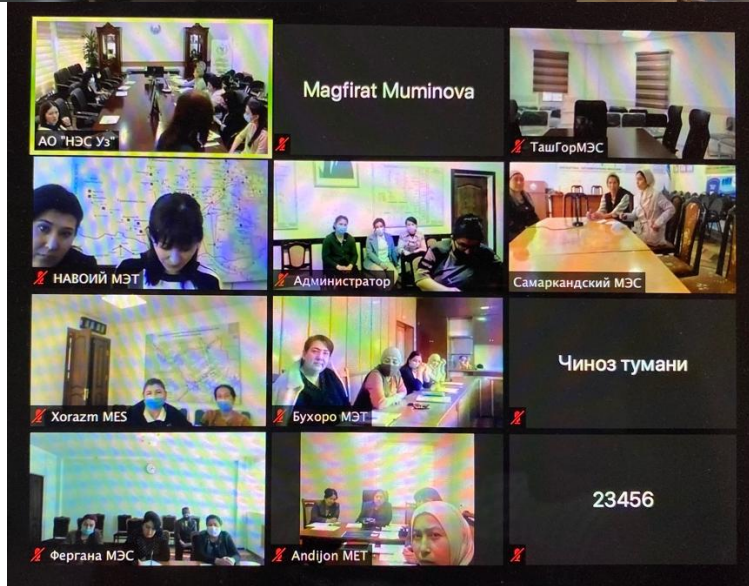 АО "НЭС Уз"
Magfirat Muminova
ТашГорМЭС
НАВОИЙ МЭТ
Администратор
Самаркандский МЭС
Xorazm MES
Бухоро МЭТ
Чиноз тумани
Фергана МЭС
Andijon MET
23456